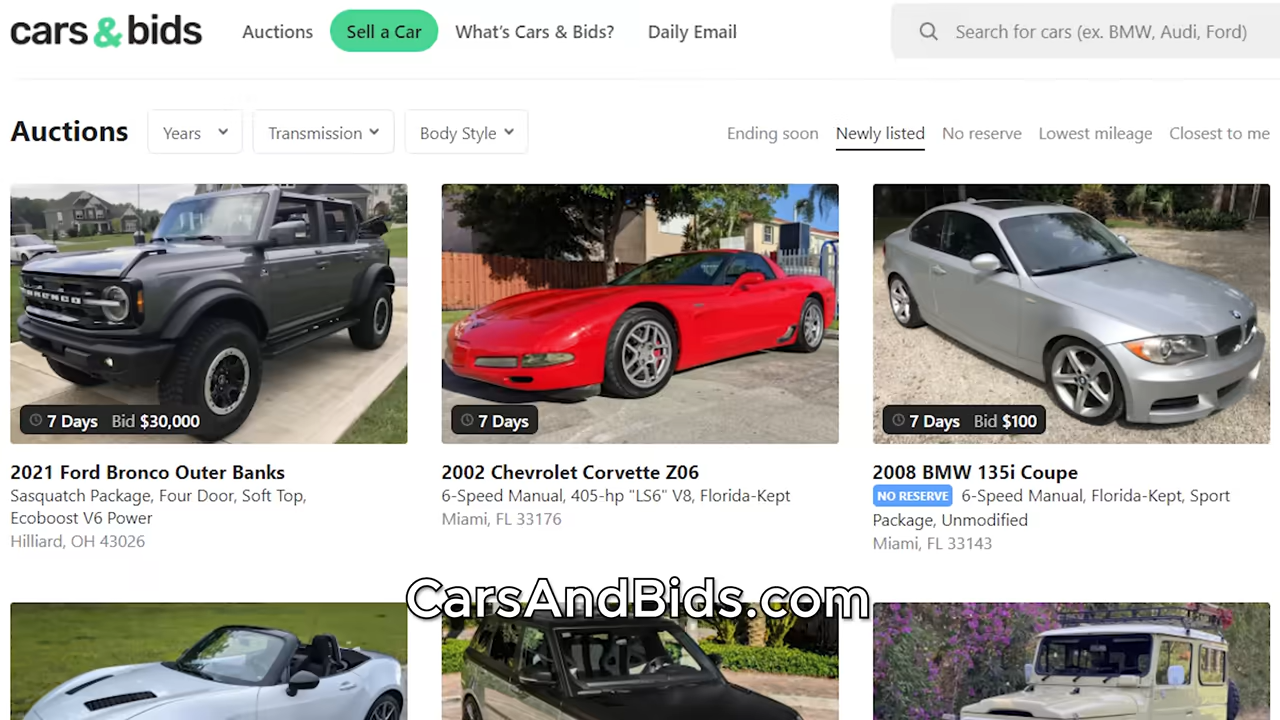 cars & bids
Auctions
Sell a Car
What's Cars & Bids?
Daily Email
Search for cars (ex. BMW, Audi, Ford)
Auctions
Years
Transmission
Body Style
Ending soon
Newly listed
No reserve
Lowest mileage
Closest to me
BRONCO
7 Days Bid $30,000
7 Days
7 Days Bid $100
2021 Ford Bronco Outer Banks
Sasquatch Package, Four Door, Soft Top,
Ecoboost V6 Power
Hilliard, OH 43026
2002 Chevrolet Corvette Z06
6-Speed Manual, 405-hp "LS6" V8, Florida-Kept
Miami, FL 33176
2008 BMW 135i Coupe
NO RESERVE 6-Speed Manual, Florida-Kept, Sport
Package, Unmodified
Miami, FL 33143
CarsAndBids.com